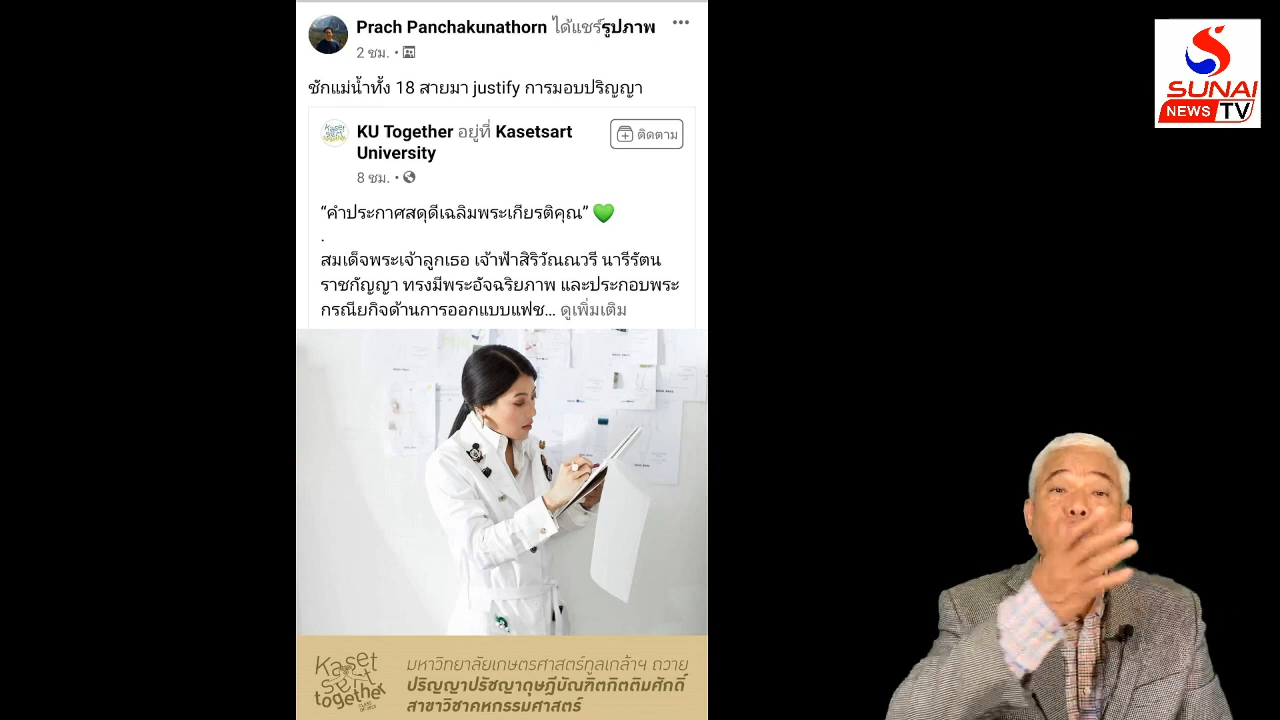 Prach Panchakunathorn ได้แชร์รูปภาพ
2 ชม. •
ชักแม่น้ำทั้ง 18 สายมา justify การมอบปริญญา
KU Together อยู่ที่ Kasetsart
University
ติดตาม
8 ชม. •
“คำประกาศสดุดีเฉลิมพระเกียรติคุณ” 💚
.
สมเด็จพระเจ้าลูกเธอ เจ้าฟ้าสิริวัณณวรี นารีรัตน
ราชกัญญา ทรงมีพระอัจฉริยภาพ และประกอบพระ
กรณียกิจด้านการออกแบบแฟช... ดูเพิ่มเติม
Kaset
together
มหาวิทยาลัยเกษตรศาสตร์ทูลเกล้าฯ ถวาย
ปริญญาปรัชญาดุษฎีบัณฑิตกิตติมศักดิ์
สาขาวิชาคหกรรมศาสตร์
SUNAI
NEWS TV